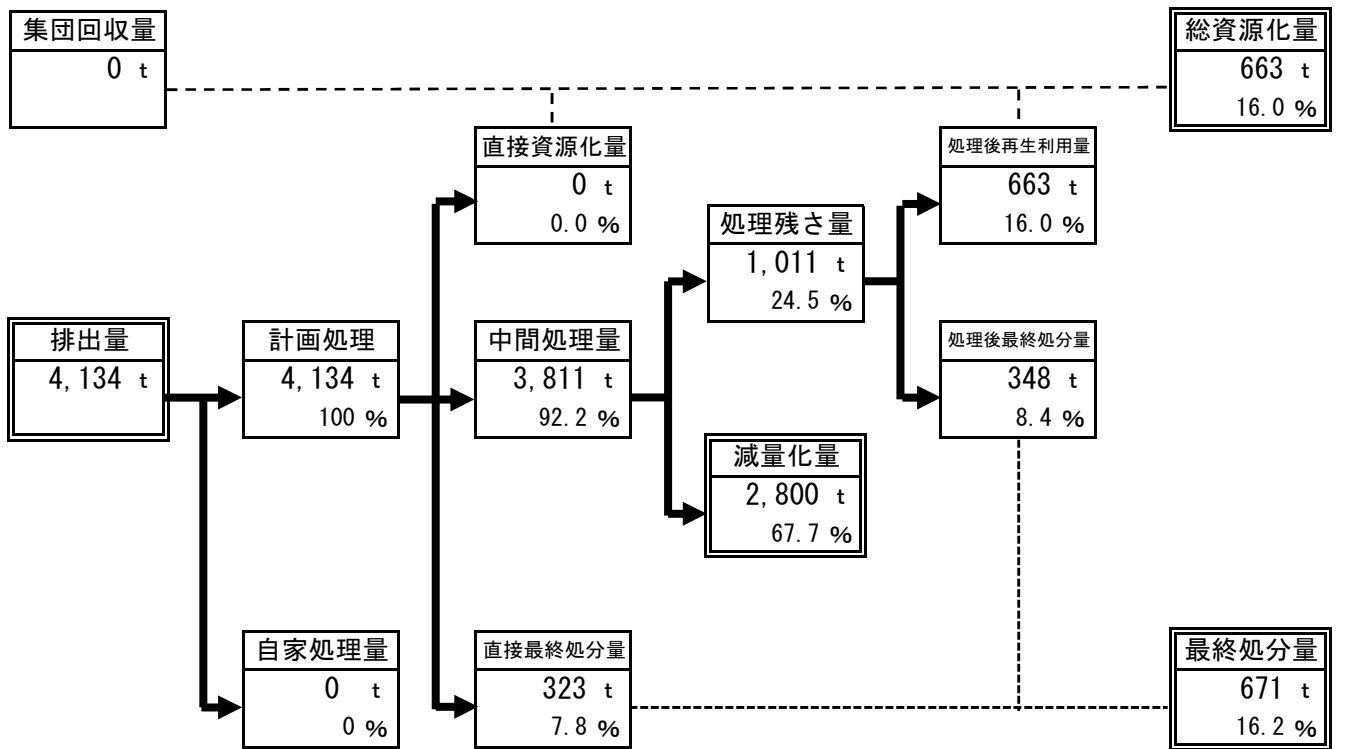 集団回収量
0 t
総資源化量
663 t
16.0 %
直接資源化量
0 t
0.0 %
処理後再生利用量
663 t
16.0 %
処理残さ量
1,011 t
24.5 %
排出量
4,134 t
計画処理
4,134 t
100 %
中間処理量
3,811 t
92.2 %
処理後最終処分量
348 t
8.4 %
減量化量
2,800 t
67.7 %
自家処理量
0 t
0 %
直接最終処分量
323 t
7.8 %
最終処分量
671 t
16.2 %